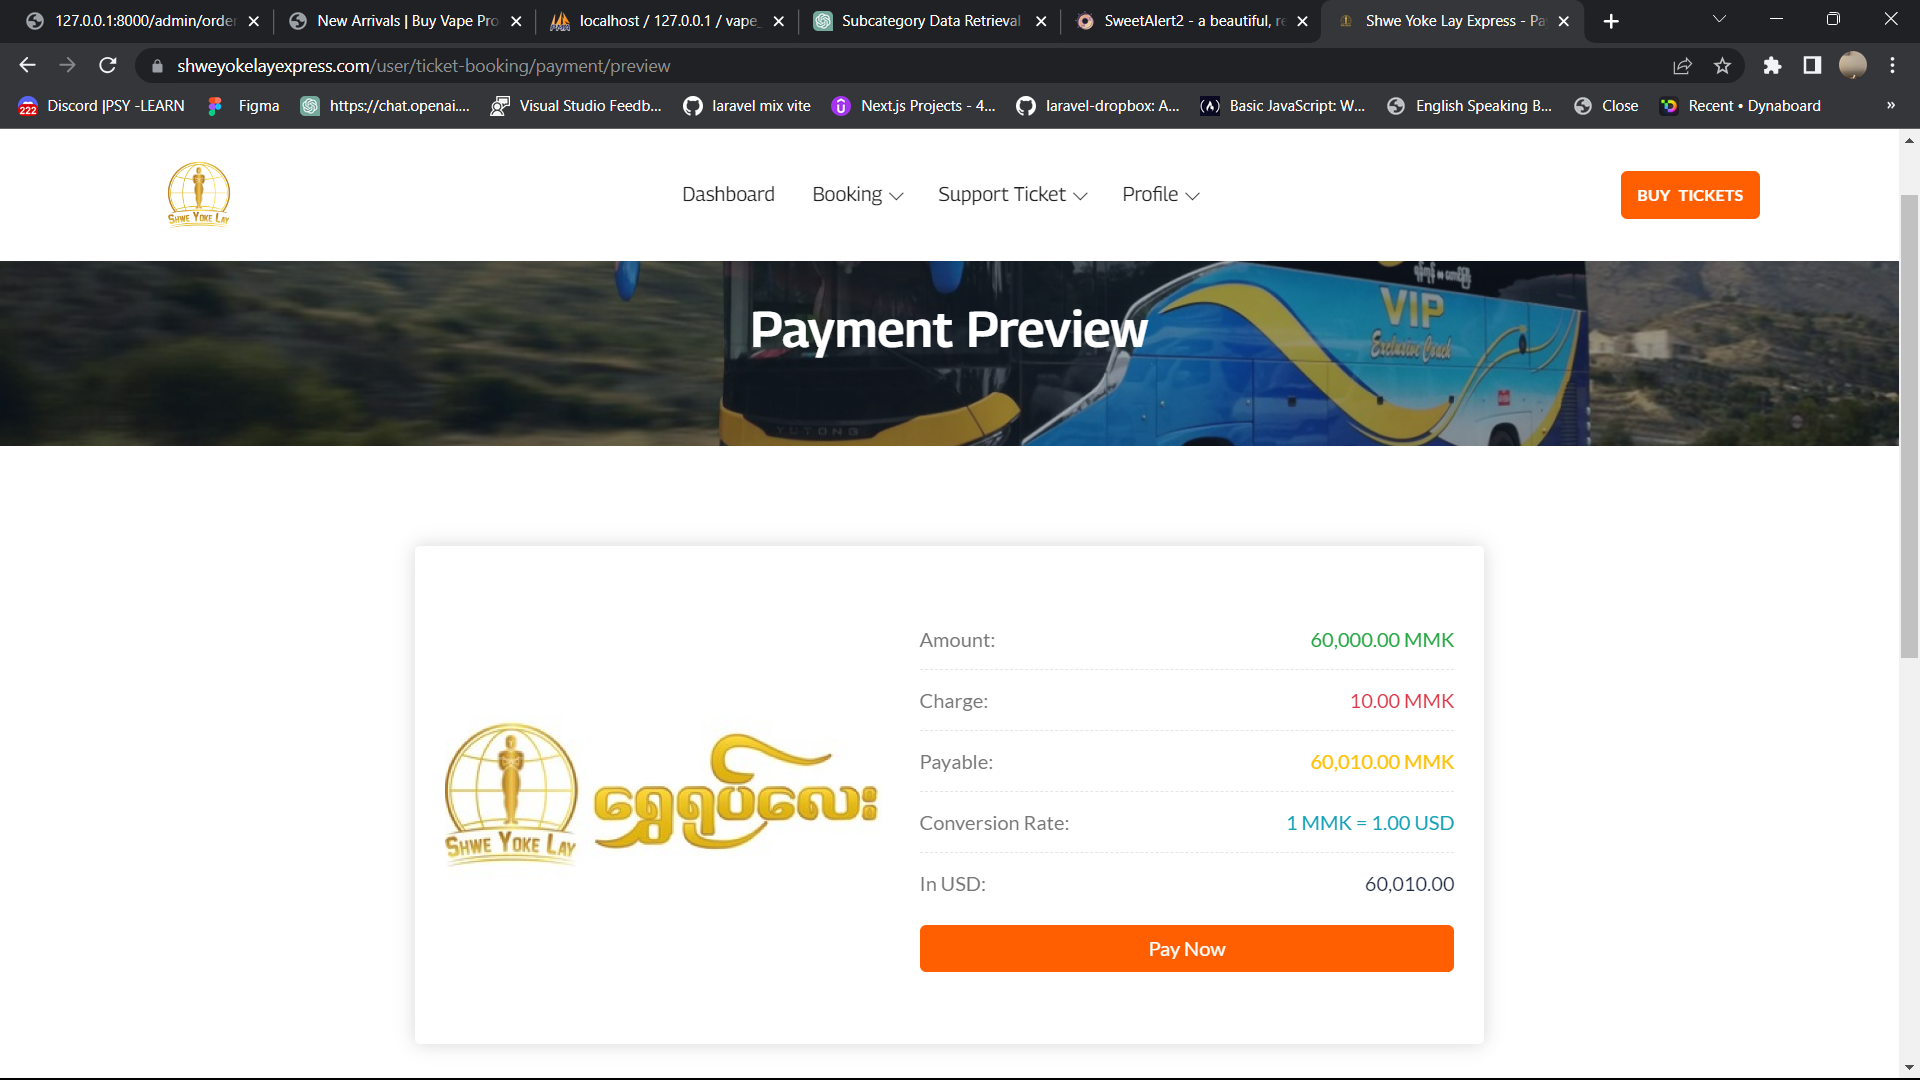 127.0.0.1:8000/admin/order
New Arrivals | Buy Vape Pro
localhost / 127.0.0.1 / vape_
Subcategory Data Retrieval
SweetAlert2 - a beautiful, re
Shwe Yoke Lay Express - Pay
shweyokelayexpress.com/user/ticket-booking/payment/preview
222
Discord |PSY -LEARN
Figma
https://chat.openai....
Visual Studio Feedb...
laravel mix vite
Next.js Projects - 4...
laravel-dropbox: A...
Basic JavaScript: W...
English Speaking B...
Close
Recent • Dynaboard
»
SHWE YOKE LAY
Dashboard
Booking
Support Ticket
Profile
BUY TICKETS
VIP
Exclusive Coach
YUTONG
Payment Preview
SHWE YOKE LAY
ရွှေရုပ်လေး
Amount:
60,000.00 MMK
Charge:
10.00 MMK
Payable:
60,010.00 MMK
Conversion Rate:
1 MMK = 1.00 USD
In USD:
60,010.00
Pay Now